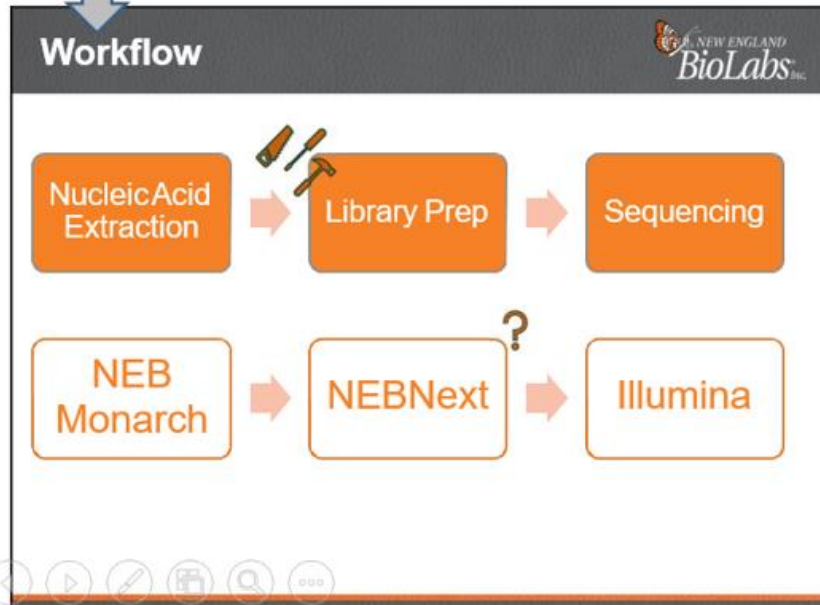 Workflow
NEW ENGLAND
BioLabs Inc.
Nucleic Acid
Extraction
Library Prep
Sequencing
?
NEB
Monarch
NEBNext
Illumina